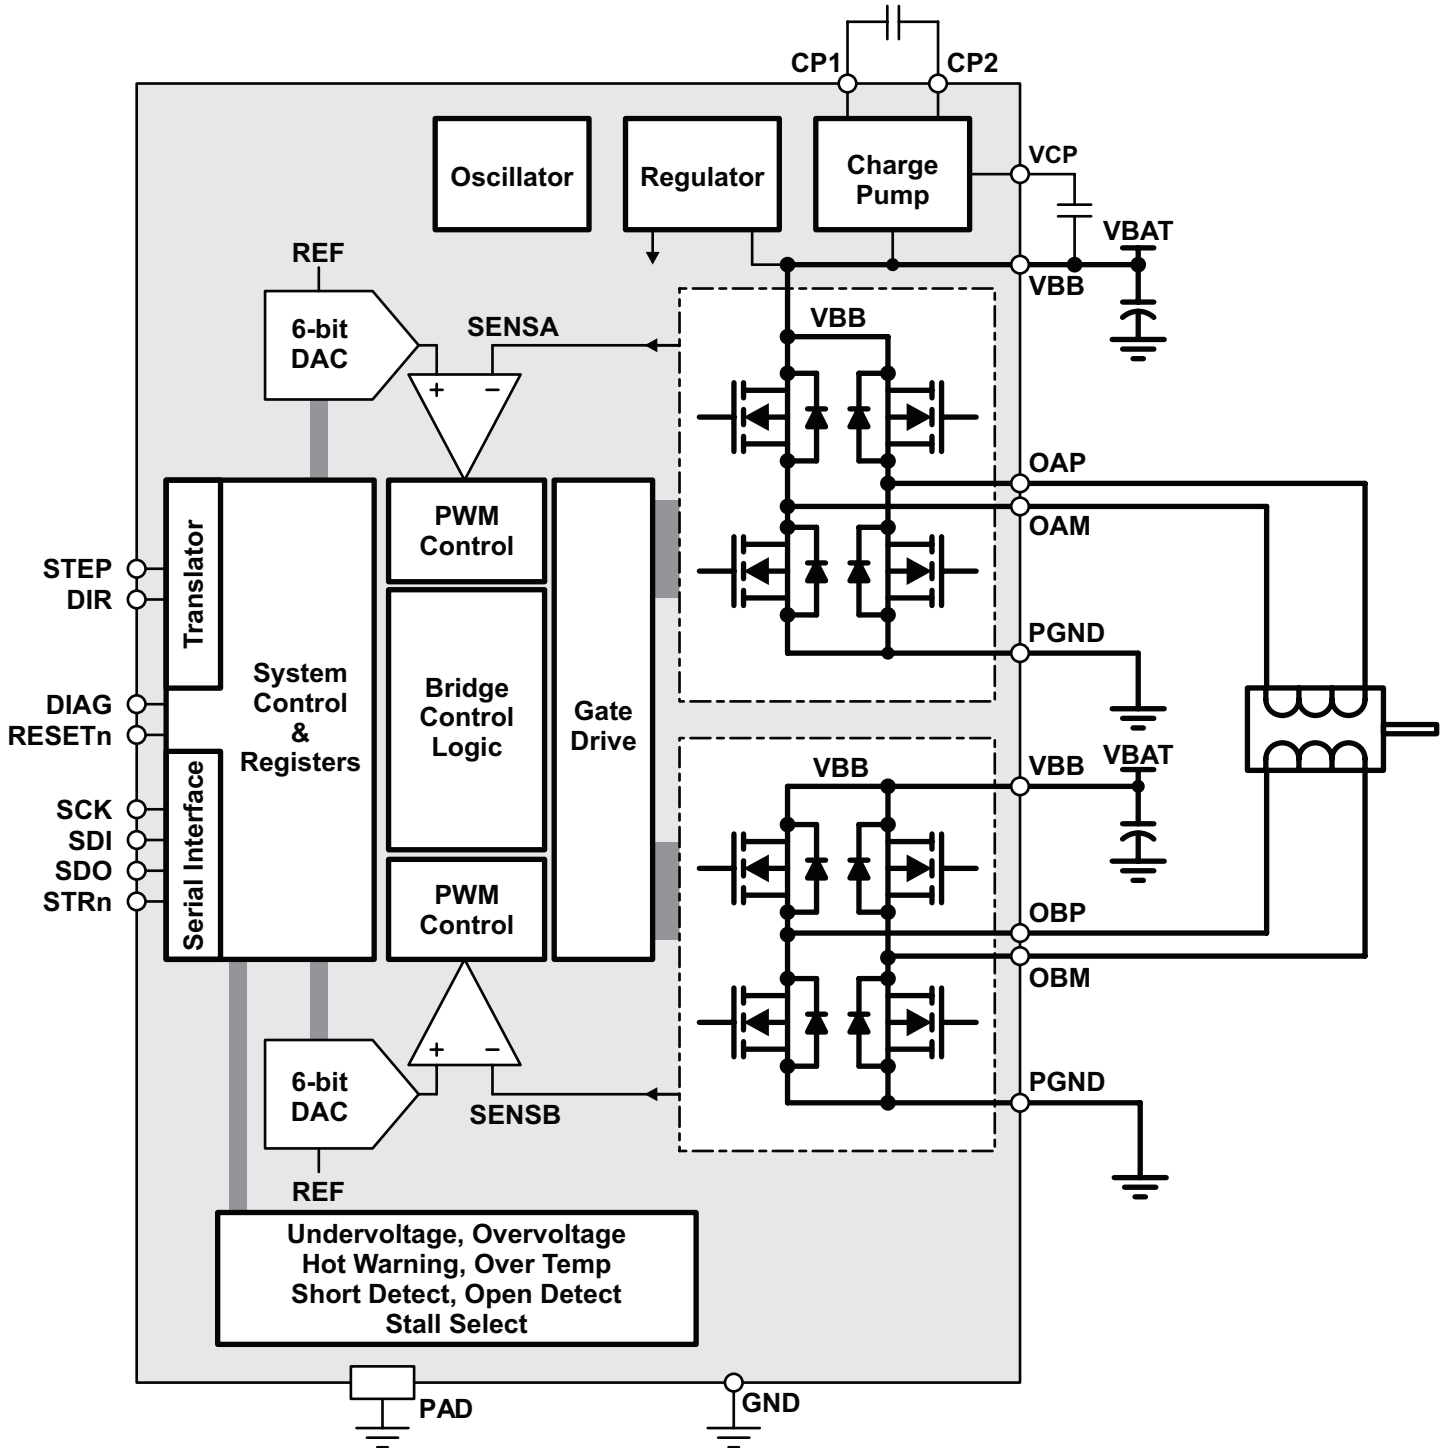 CP1
CP2
Oscillator
Regulator
Charge
Pump
VCP
VBAT
VBB
REF
6-bit
DAC
SENSA
+
−
VBB
OAP
OAM
PGND
Translator
PWM
Control
STEP
DIR
DIAG
RESETn
SCK
SDI
SDO
STRn
System
Control
&
Registers
Serial Interface
Bridge
Control
Logic
Gate
Drive
PWM
Control
VBB
VBB
VBAT
OBP
OBM
PGND
+
−
6-bit
DAC
SENSB
REF
Undervoltage, Overvoltage
Hot Warning, Over Temp
Short Detect, Open Detect
Stall Select
PAD
GND